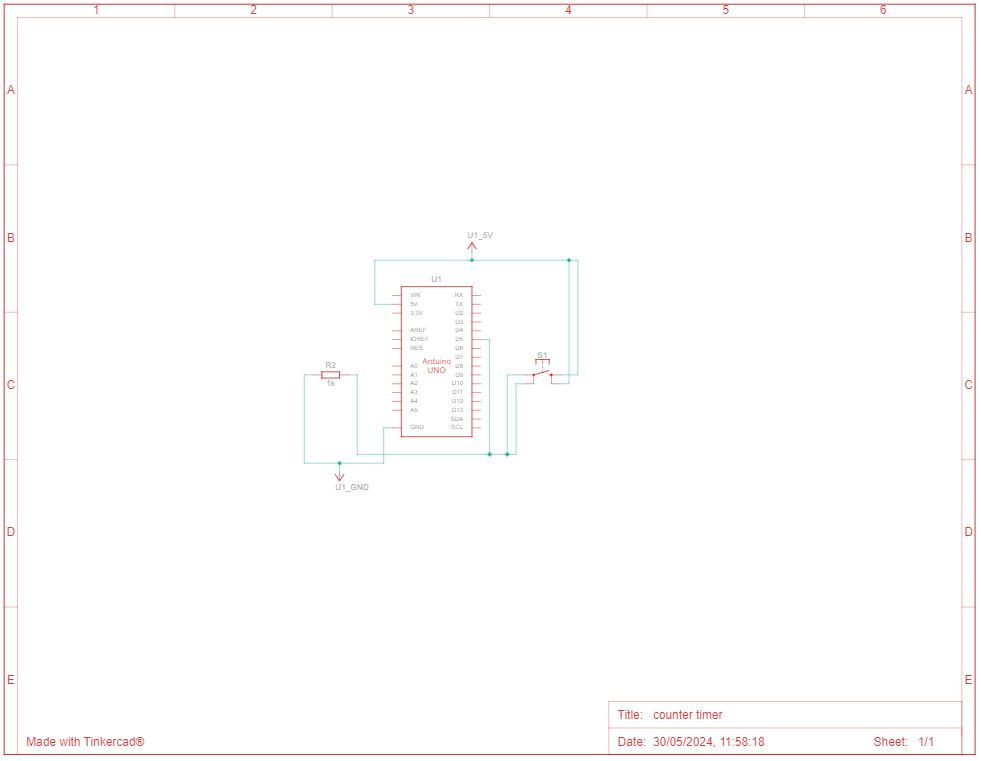 1 2 3 4 5 6
A A
B B
C C
D D
E E
U1_5V
U1
VIN RX
5V TX
3.3V D2
D3
AREF D4
IOREF D5
RES D6
D7
A0 D8
A1 D9
A2 D10
A3 D11
A4 D12
A5 D13
SDA
GND SCL
Arduino
UNO
S1
R2
1k
U1_GND
Title: counter timer
Made with Tinkercad®
Date: 30/05/2024, 11:58:18 Sheet: 1/1